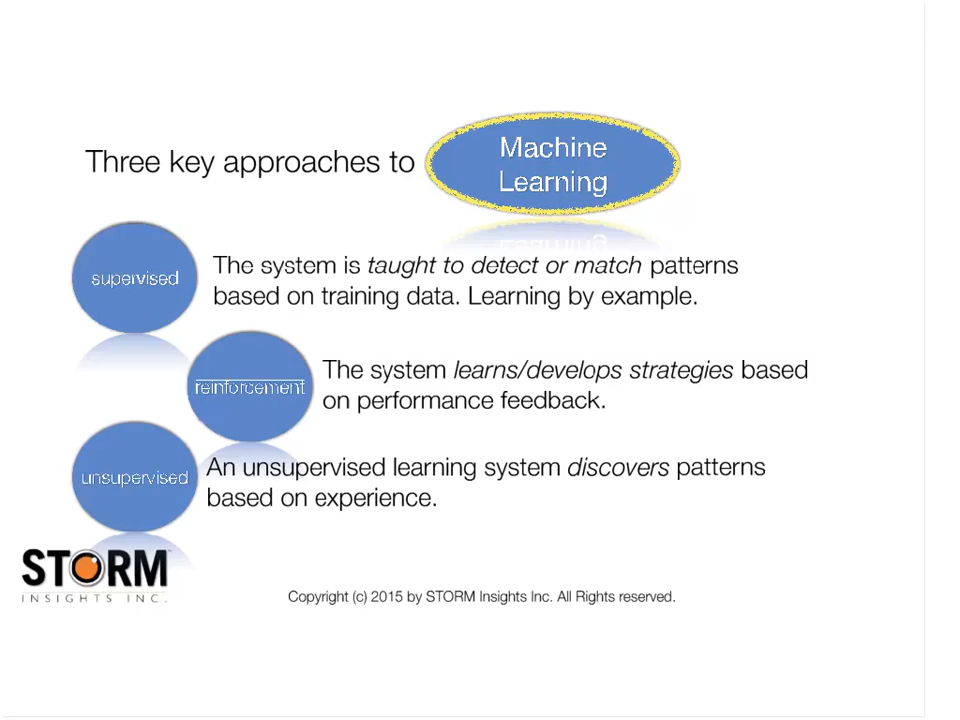 Three key approaches to
Machine
Learning
supervised
The system is taught to detect or match patterns
based on training data. Learning by example.
reinforcement
The system learns/develops strategies based
on performance feedback.
unsupervised
An unsupervised learning system discovers patterns
based on experience.
STORM™
INSIGHTS INC.
Copyright (c) 2015 by STORM Insights Inc. All Rights reserved.